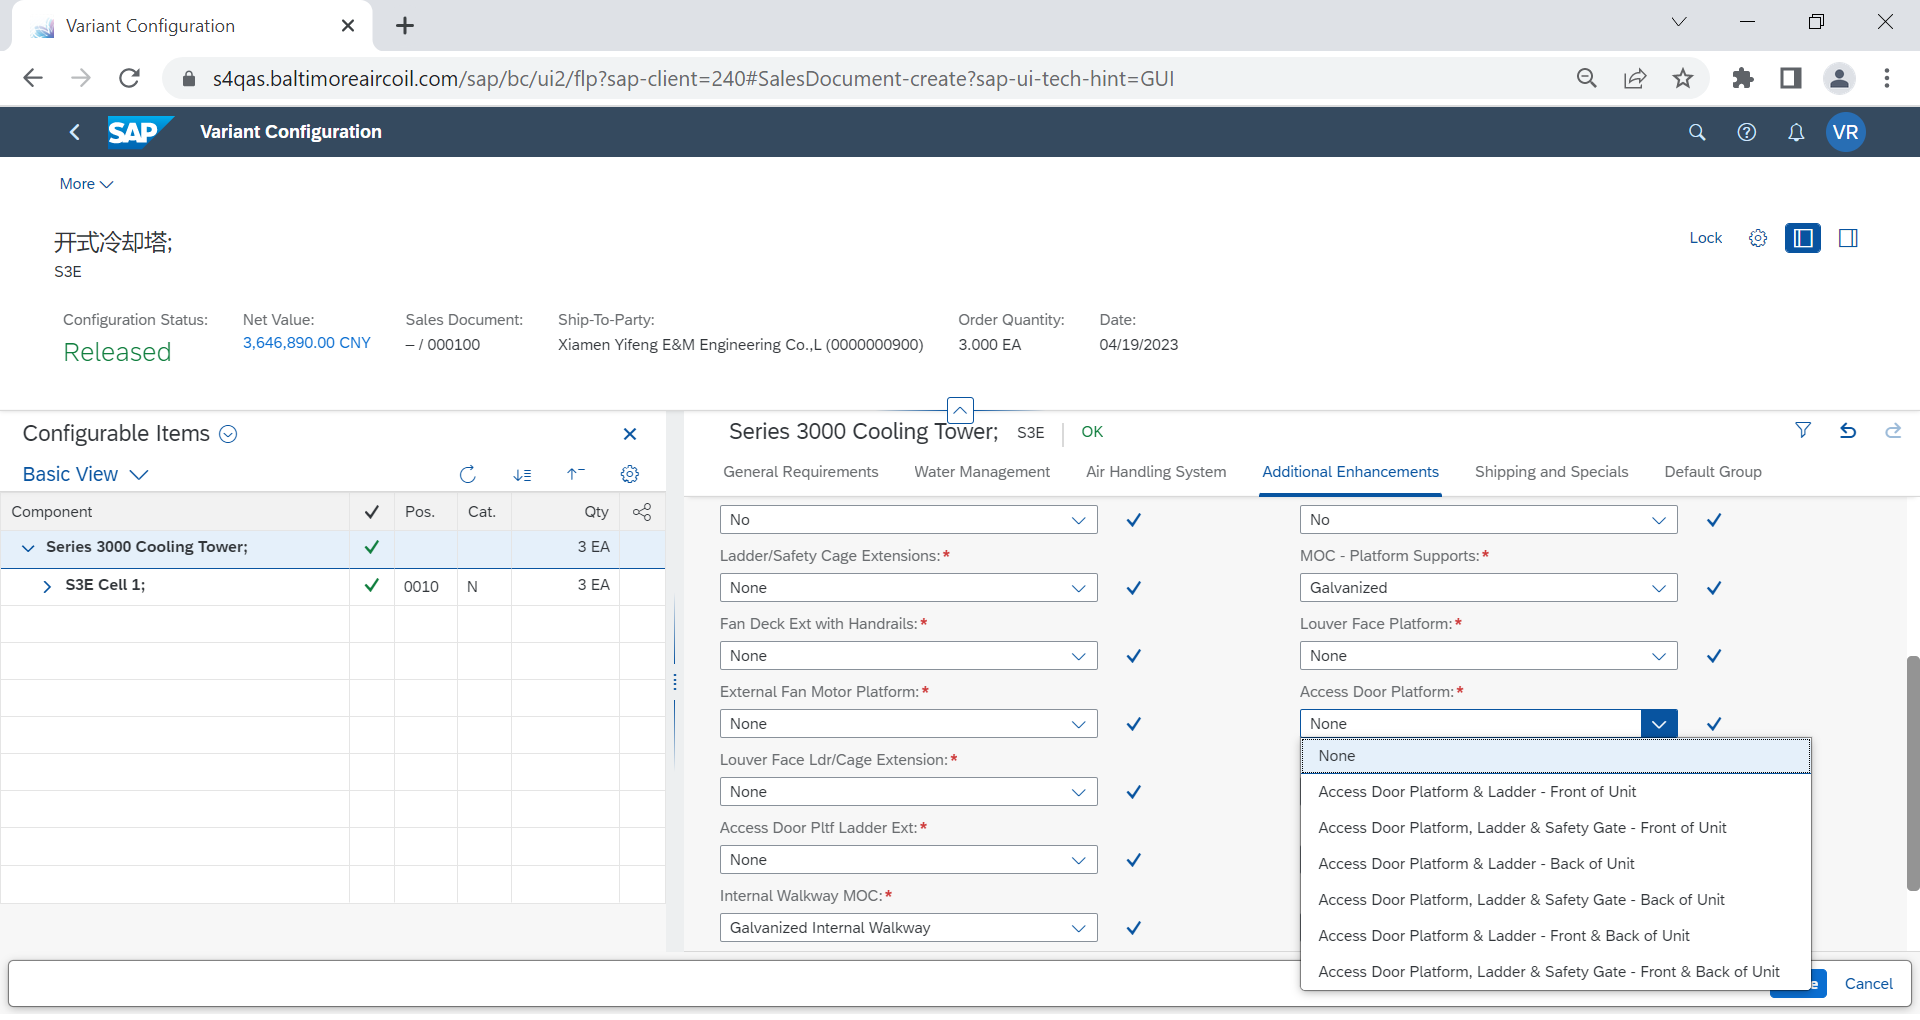 Variant Configuration
s4qas.baltimoreaircoil.com/sap/bc/ui2/flp?sap-client=240#SalesDocument-create?sap-ui-tech-hint=GUI
SAP Variant Configuration VR
More
开式冷却塔;
S3E
Lock
Configuration Status: Net Value: Sales Document: Ship-To-Party: Order Quantity: Date:
Released 3,646,890.00 CNY – / 000100 Xiamen Yifeng E&M Engineering Co.,L (0000000900) 3.000 EA 04/19/2023
Configurable Items
Basic View
Component Pos. Cat. Qty
Series 3000 Cooling Tower; 3 EA
S3E Cell 1; 0010 N 3 EA
Series 3000 Cooling Tower; S3E OK
General Requirements Water Management Air Handling System Additional Enhancements Shipping and Specials Default Group
No No
Ladder/Safety Cage Extensions:* MOC - Platform Supports:*
None Galvanized
Fan Deck Ext with Handrails:* Louver Face Platform:*
None None
External Fan Motor Platform:* Access Door Platform:*
None None
Louver Face Ldr/Cage Extension:*
None
Access Door Pltf Ladder Ext:*
None
Internal Walkway MOC:*
Galvanized Internal Walkway
None
Access Door Platform & Ladder - Front of Unit
Access Door Platform, Ladder & Safety Gate - Front of Unit
Access Door Platform & Ladder - Back of Unit
Access Door Platform, Ladder & Safety Gate - Back of Unit
Access Door Platform & Ladder - Front & Back of Unit
Access Door Platform, Ladder & Safety Gate - Front & Back of Unit
Cancel